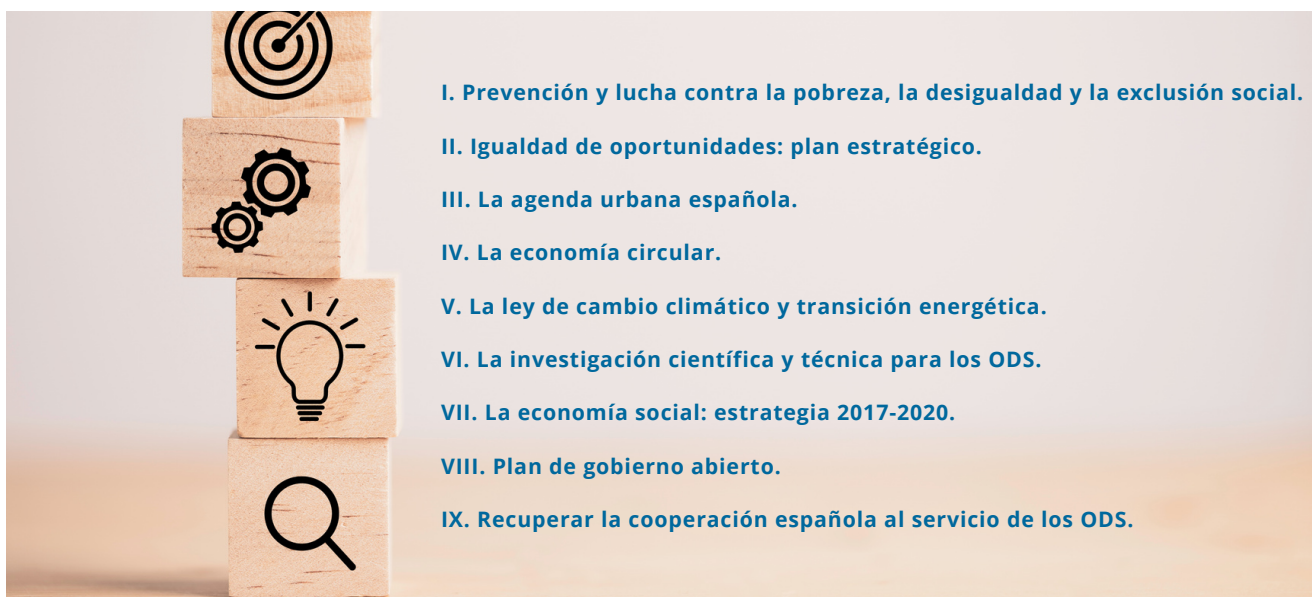 I. Prevención y lucha contra la pobreza, la desigualdad y la exclusión social.
II. Igualdad de oportunidades: plan estratégico.
III. La agenda urbana española.
IV. La economía circular.
V. La ley de cambio climático y transición energética.
VI. La investigación científica y técnica para los ODS.
VII. La economía social: estrategia 2017-2020.
VIII. Plan de gobierno abierto.
IX. Recuperar la cooperación española al servicio de los ODS.